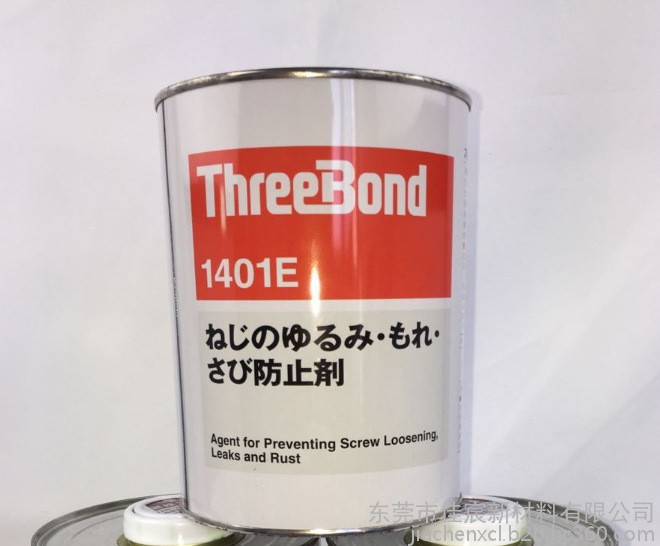 ThreeBond
1401E
ねじのゆるみ・もれ・
さび防止剤
Agent for Preventing Screw Loosening,
Leaks and Rust
东莞市佳宸新材料有限公司